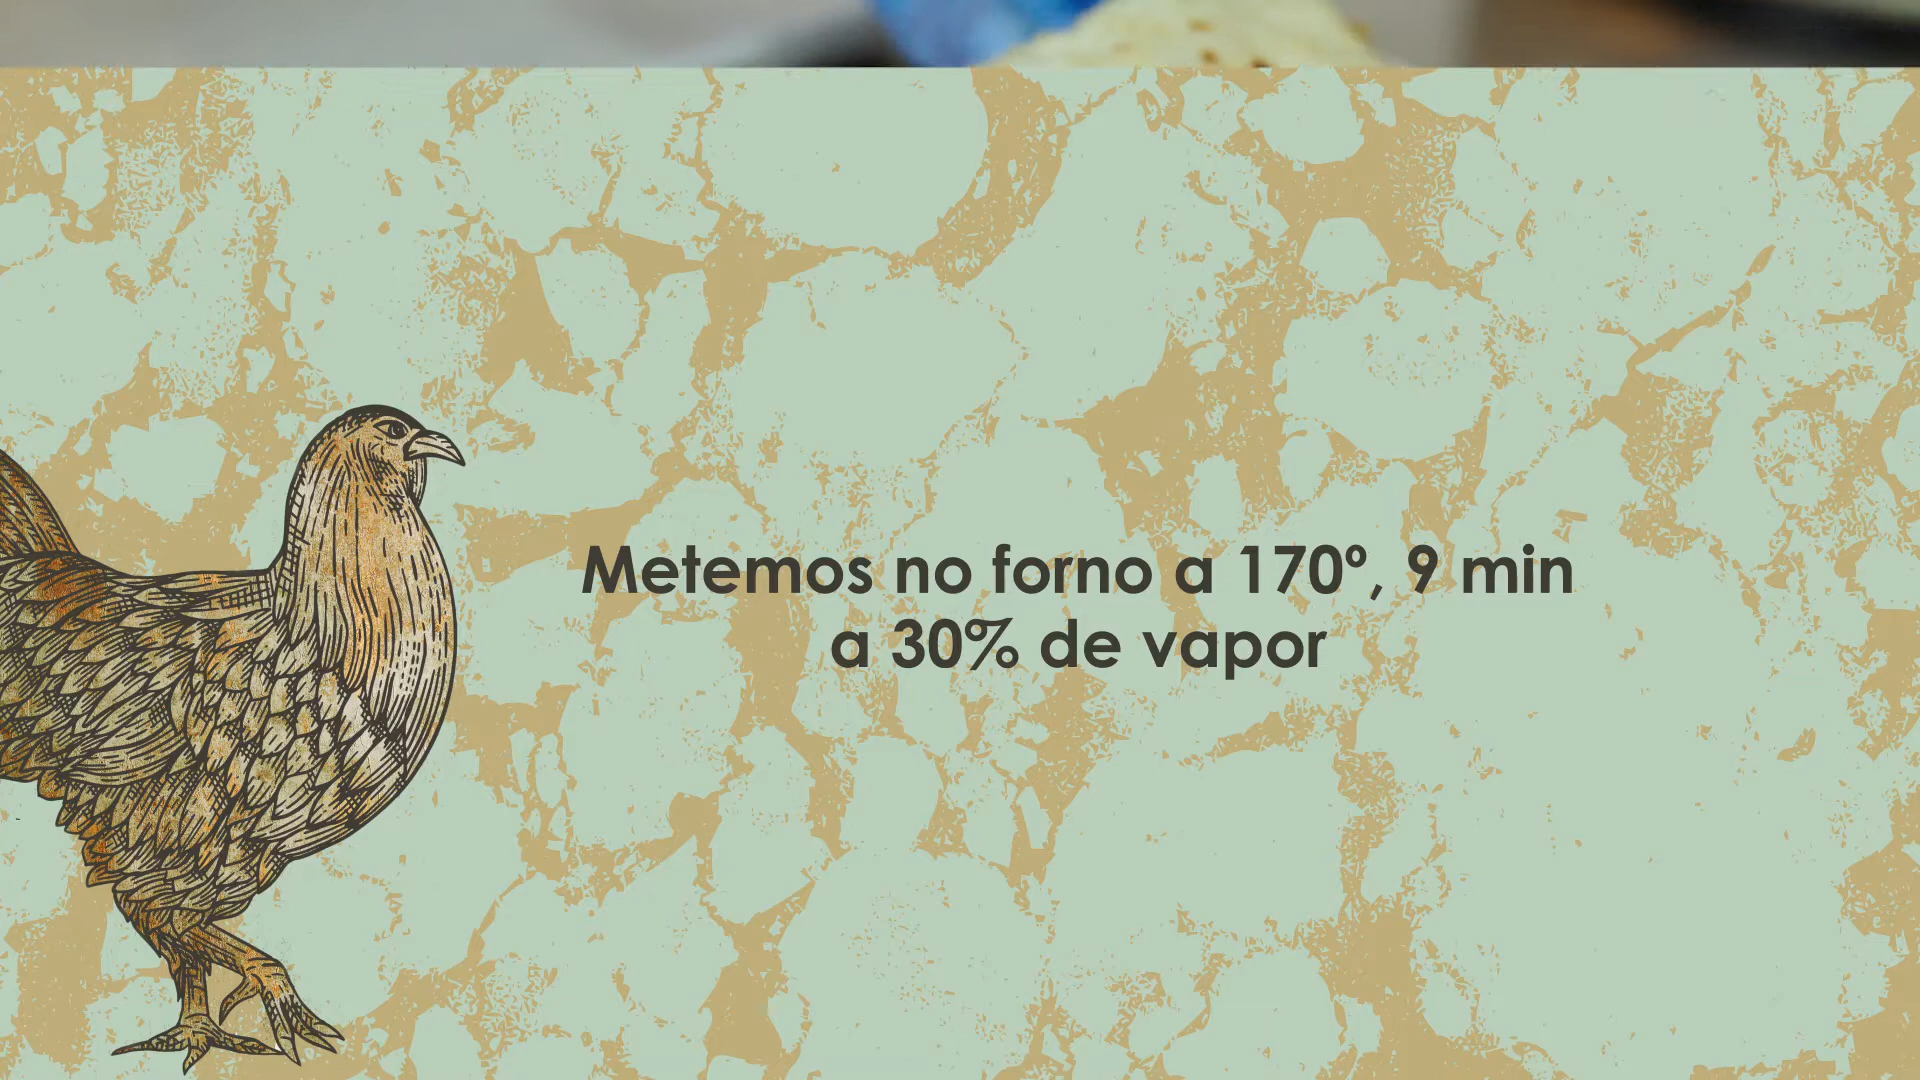 Metemos no forno a 170º, 9 min
a 30% de vapor